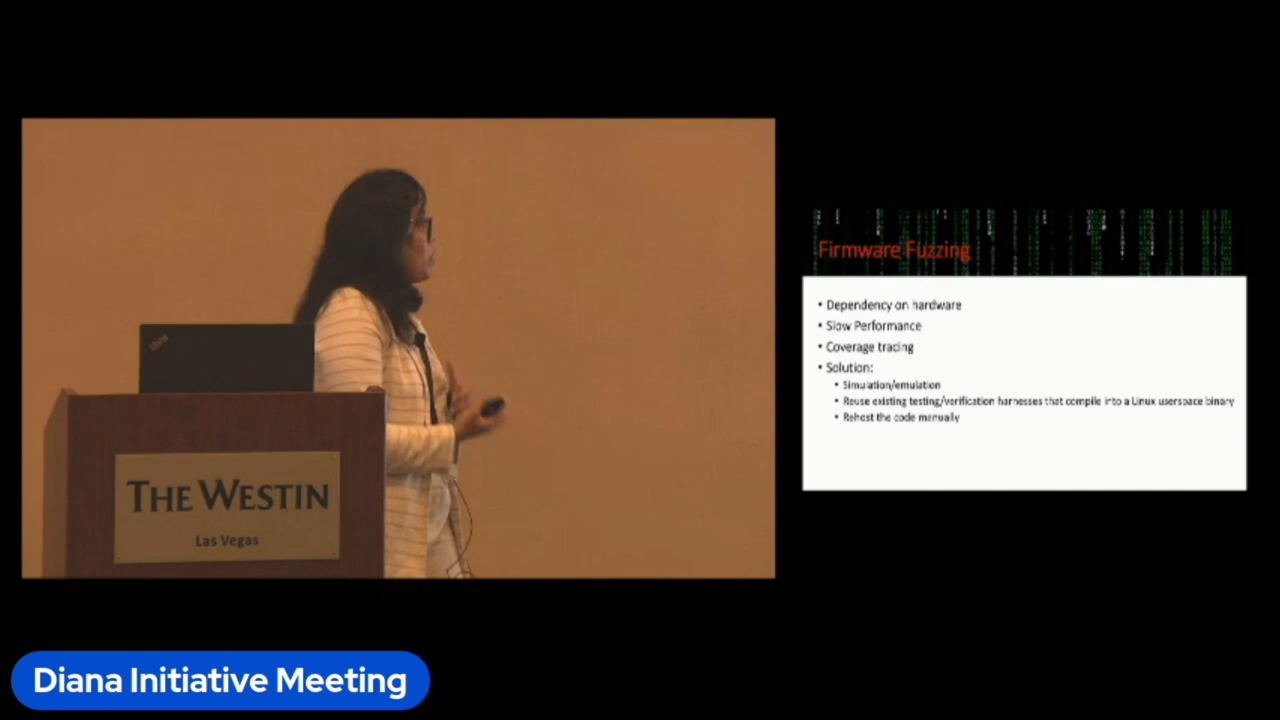 THE WESTIN
Las Vegas
Firmware Fuzzing
• Dependency on hardware
• Slow Performance
• Coverage tracing
• Solution:
• Simulation/emulation
• Reuse existing testing/verification harnesses that compile into a Linux userspace binary
• Rehost the code manually
Diana Initiative Meeting